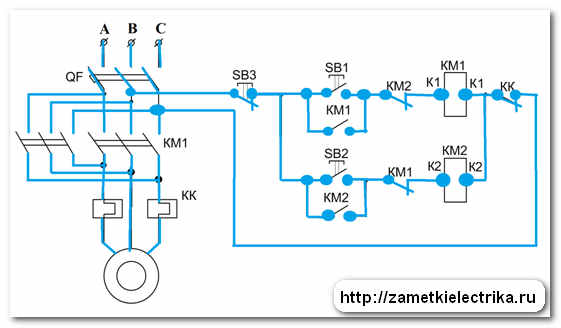 A B C
QF
SB3
SB1
KM2
K1
KM1
K1
KK
KM1
KM1
SB2
KM1
KM2
K2
K2
KM2
KK
http://zametkielectrika.ru